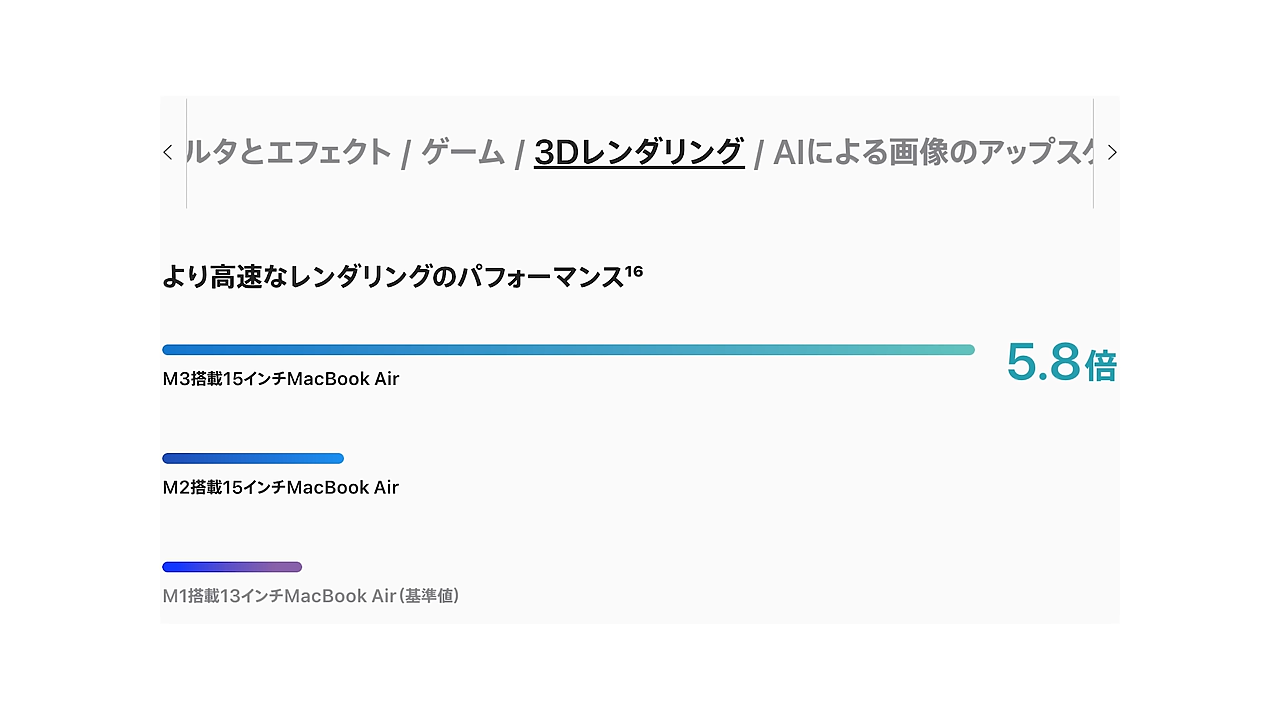 ルタとエフェクト / ゲーム / 3Dレンダリング / AIによる画像のアップスケ
より高速なレンダリングのパフォーマンス¹⁶
5.8倍
M3搭載15インチMacBook Air
M2搭載15インチMacBook Air
M1搭載13インチMacBook Air(基準値)